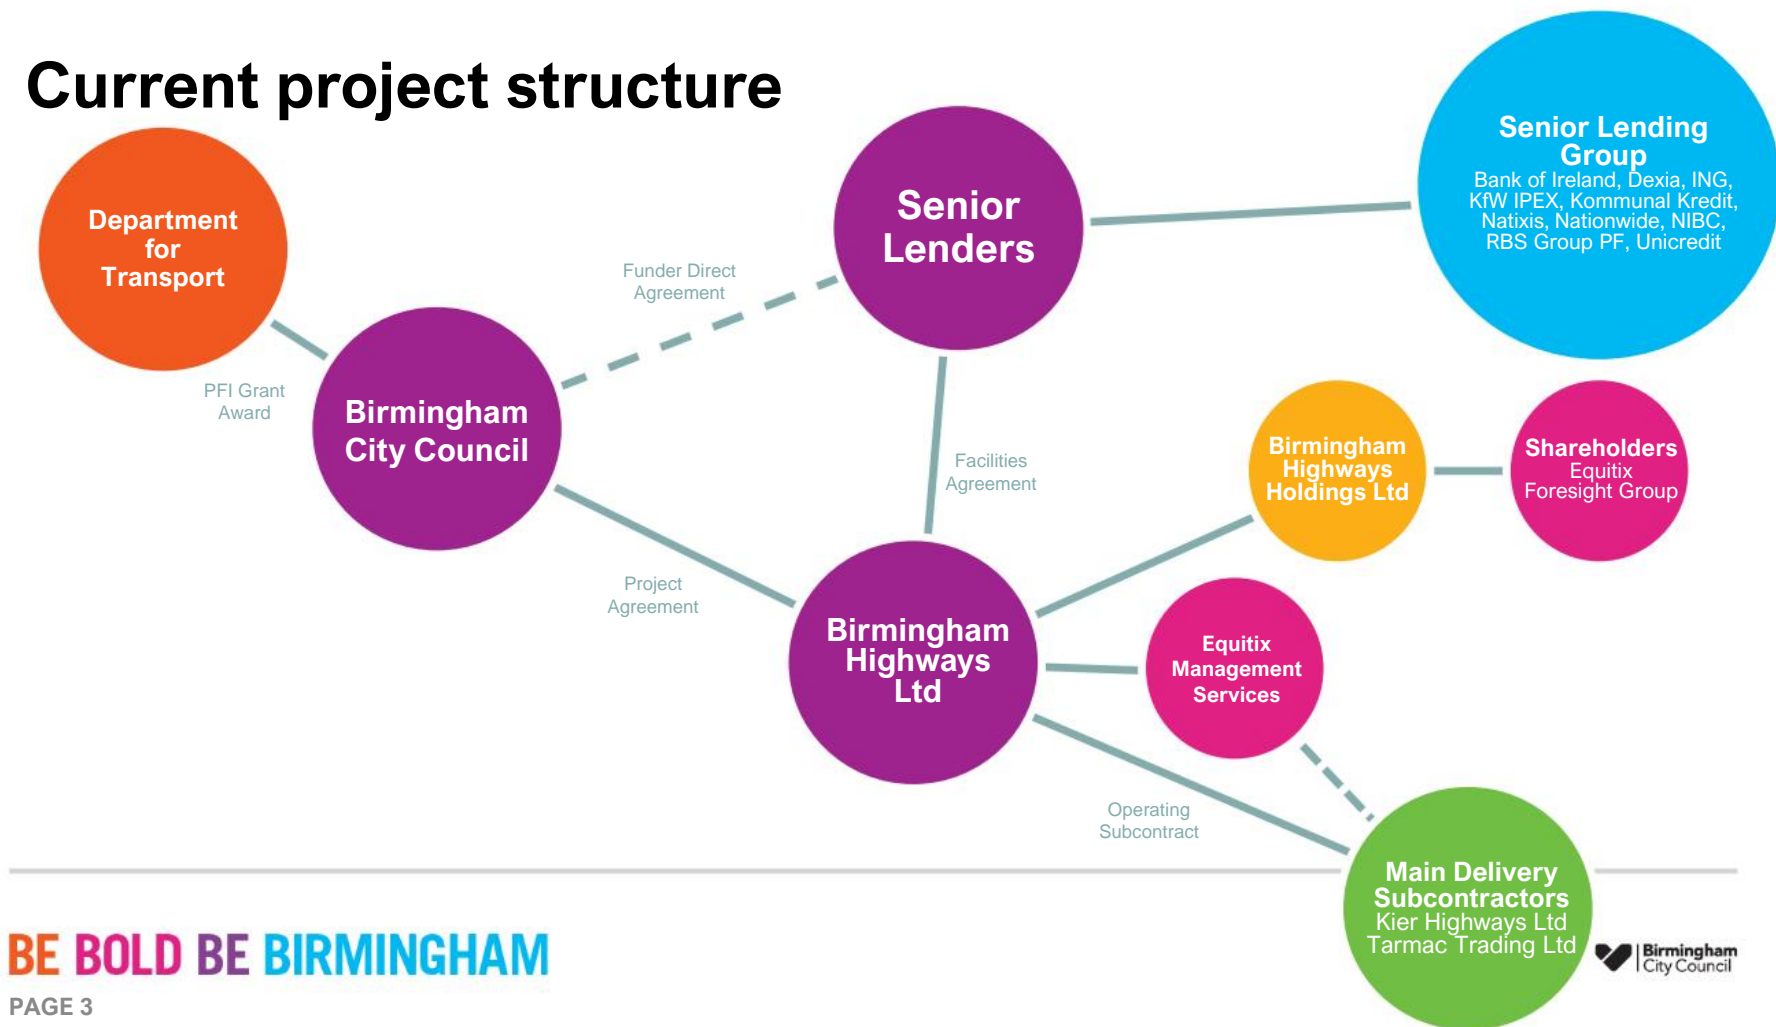 Current project structure
Department
for
Transport
PFI Grant
Award
Birmingham
City Council
Funder Direct
Agreement
Senior
Lenders
Senior Lending
Group
Bank of Ireland, Dexia, ING,
KfW IPEX, Kommunal Kredit,
Natixis, Nationwide, NIBC,
RBS Group PF, Unicredit
Facilities
Agreement
Project
Agreement
Birmingham
Highways
Ltd
Birmingham
Highways
Holdings Ltd
Shareholders
Equitix
Foresight Group
Equitix
Management
Services
Operating
Subcontract
Main Delivery
Subcontractors
Kier Highways Ltd
Tarmac Trading Ltd
BE BOLD BE BIRMINGHAM
Birmingham
City Council
PAGE 3